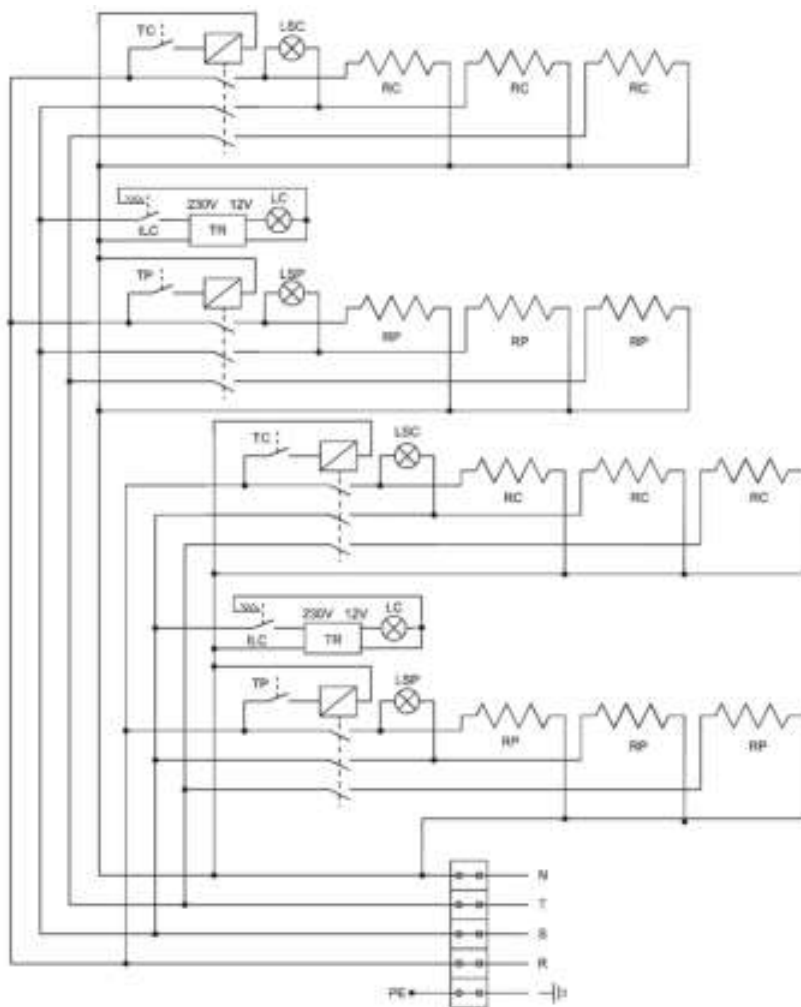 TC LSC
RC RC RC
230V 12V LC
ILC TR
TP LSP
RP RP RP
TC LSC
RC RC RC
230V 12V LC
ILC TR
TP LSP
RP RP RP
N
T
S
R
PE